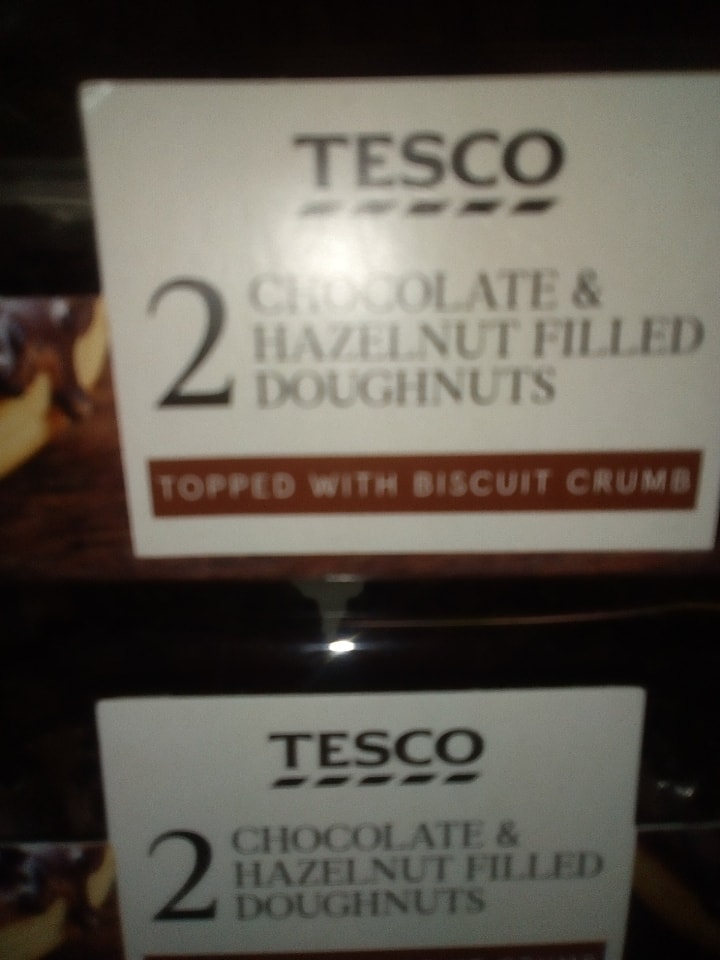 TESCO
2 CHOCOLATE &
HAZELNUT FILLED
DOUGHNUTS
TOPPED WITH BISCUIT CRUMB
TESCO
2 CHOCOLATE &
HAZELNUT FILLED
DOUGHNUTS